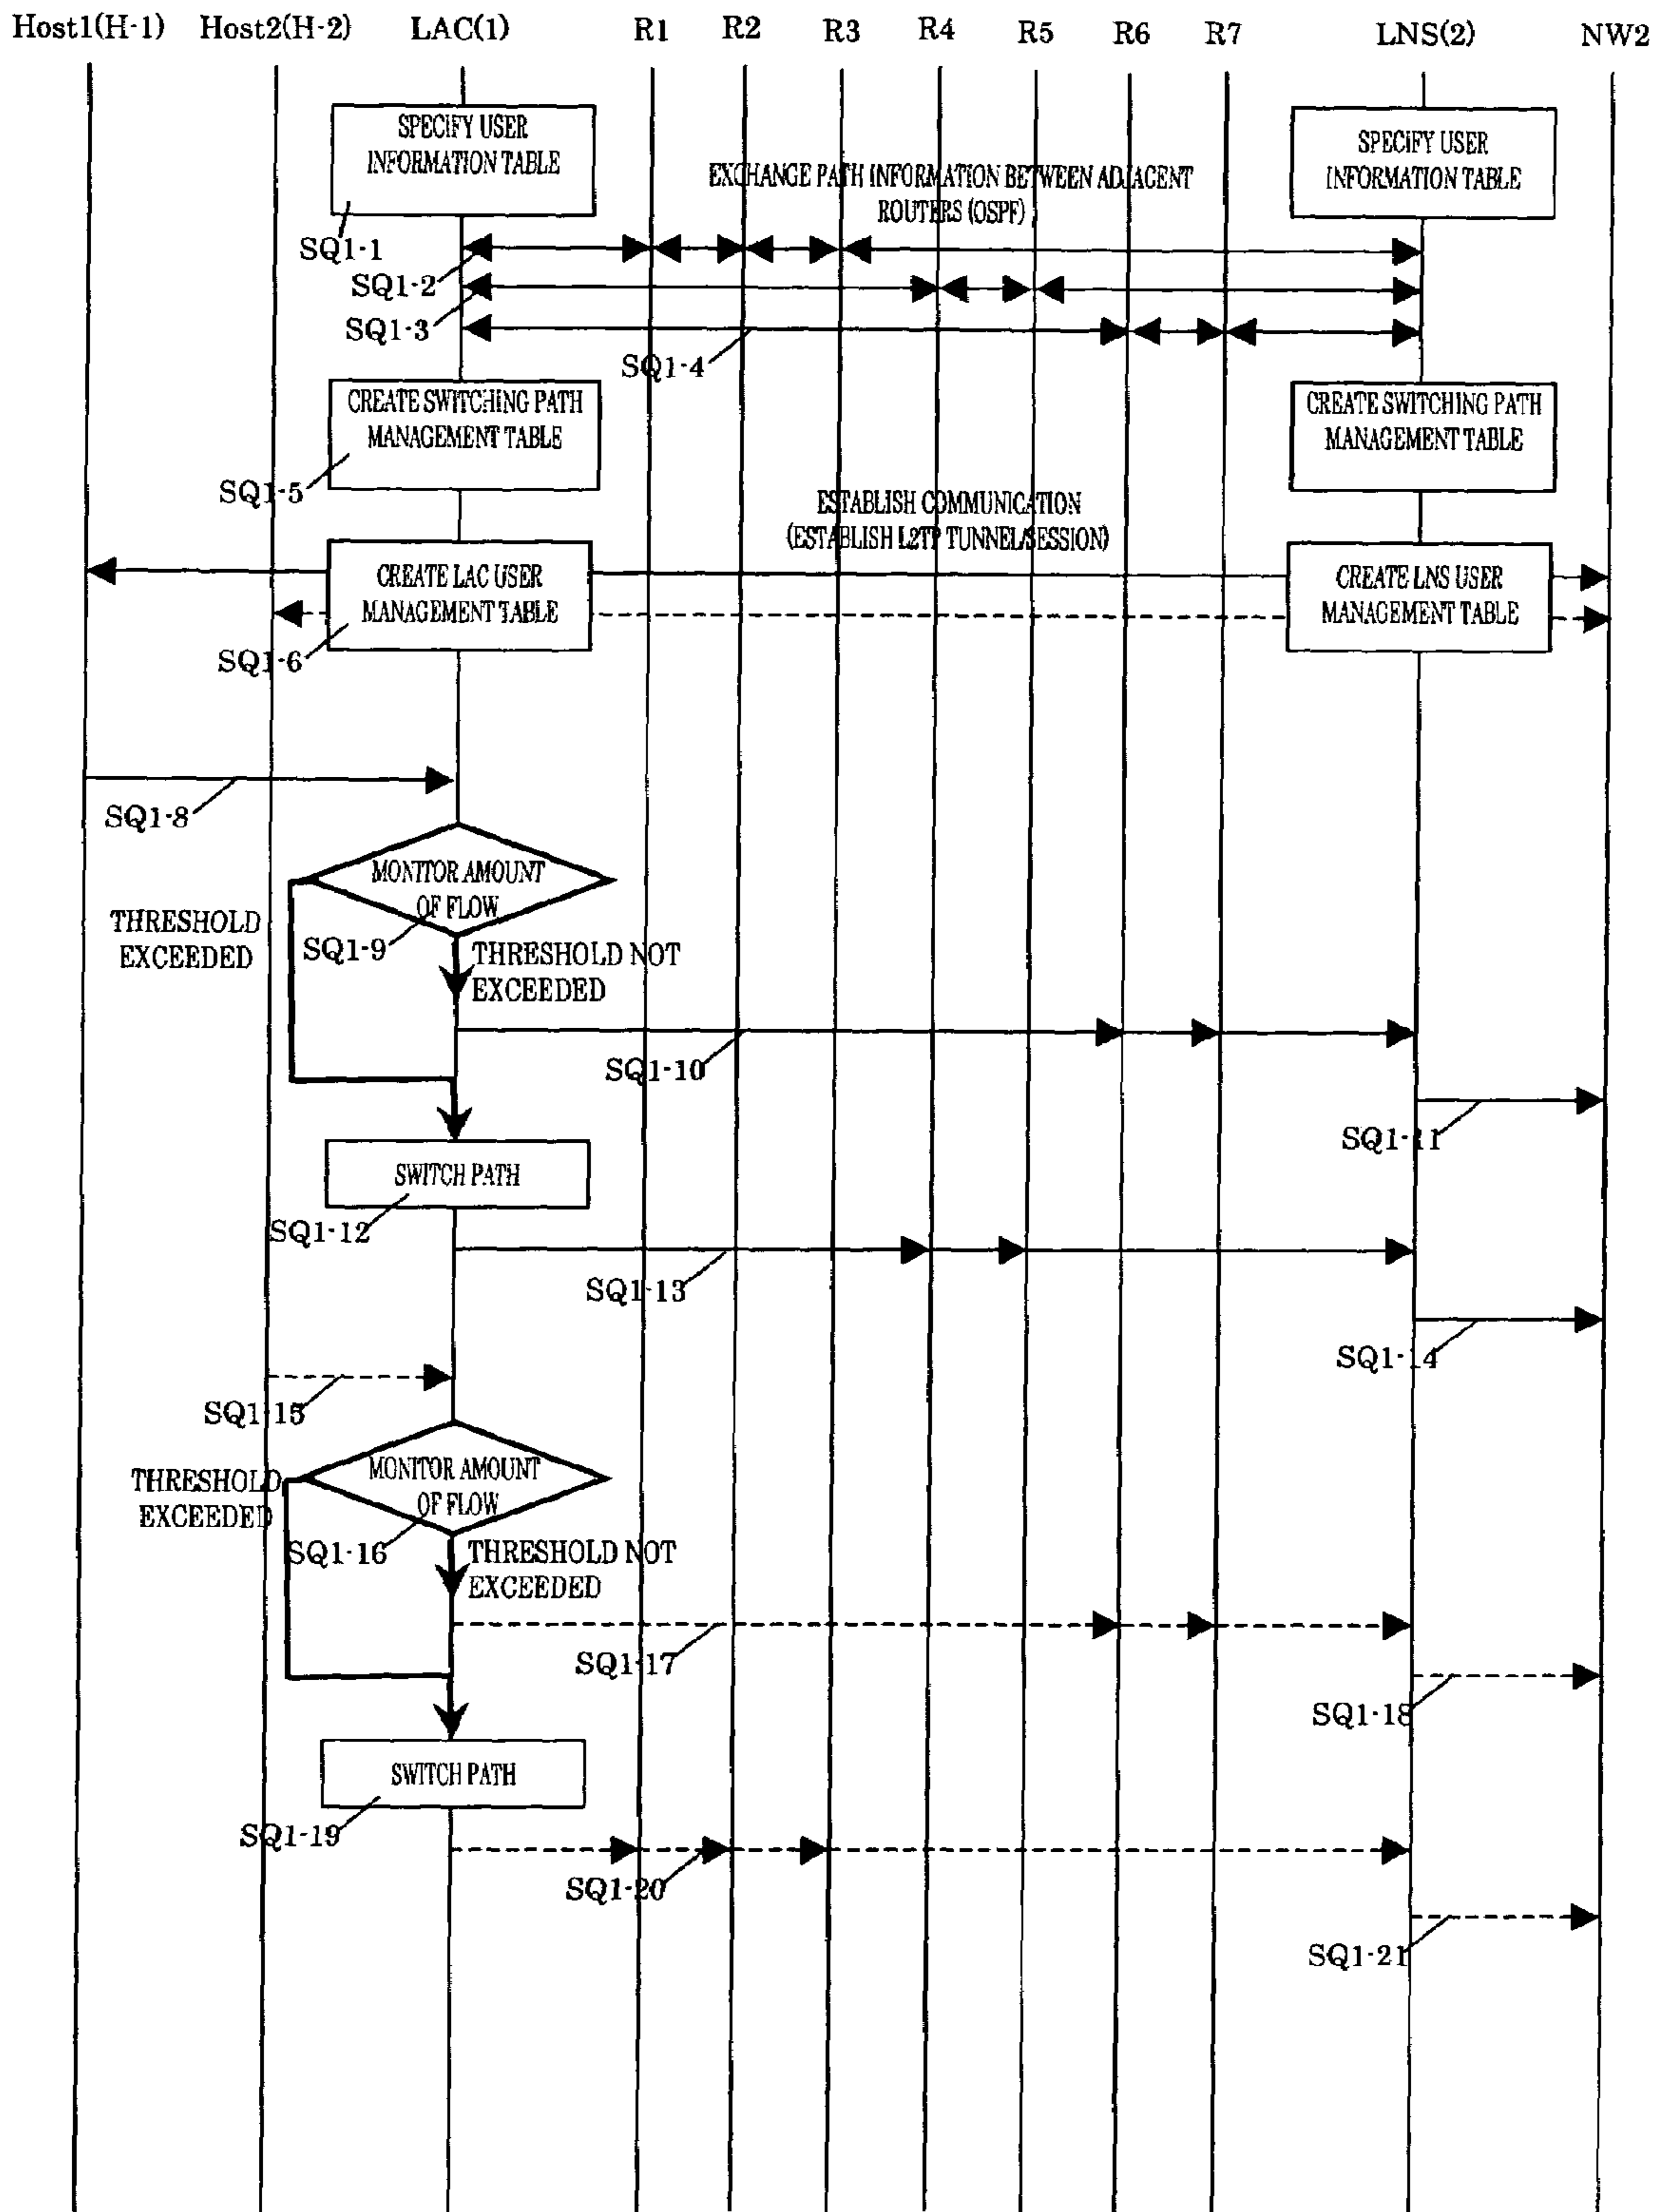 Host1(H-1) Host2(H-2) LAC(1) R1 R2 R3 R4 R5 R6 R7 LNS(2) NW2
SPECIFY USER
INFORMATION TABLE
SPECIFY USER
INFORMATION TABLE
EXCHANGE PATH INFORMATION BETWEEN ADJACENT
ROUTERS (OSPF)
SQ1-1
SQ1-2
SQ1-3
SQ1-4
CREATE SWITCHING PATH
MANAGEMENT TABLE
CREATE SWITCHING PATH
MANAGEMENT TABLE
SQ1-5
ESTABLISH COMMUNICATION
(ESTABLISH L2TP TUNNEL/SESSION)
CREATE LAC USER
MANAGEMENT TABLE
CREATE LNS USER
MANAGEMENT TABLE
SQ1-6
SQ1-8
MONITOR AMOUNT
OF FLOW
THRESHOLD
EXCEEDED
SQ1-9
THRESHOLD NOT
EXCEEDED
SQ1-10
SQ1-11
SWITCH PATH
SQ1-12
SQ1-13
SQ1-14
SQ1-15
MONITOR AMOUNT
OF FLOW
THRESHOLD
EXCEEDED
SQ1-16
THRESHOLD NOT
EXCEEDED
SQ1-17
SQ1-18
SWITCH PATH
SQ1-19
SQ1-20
SQ1-21